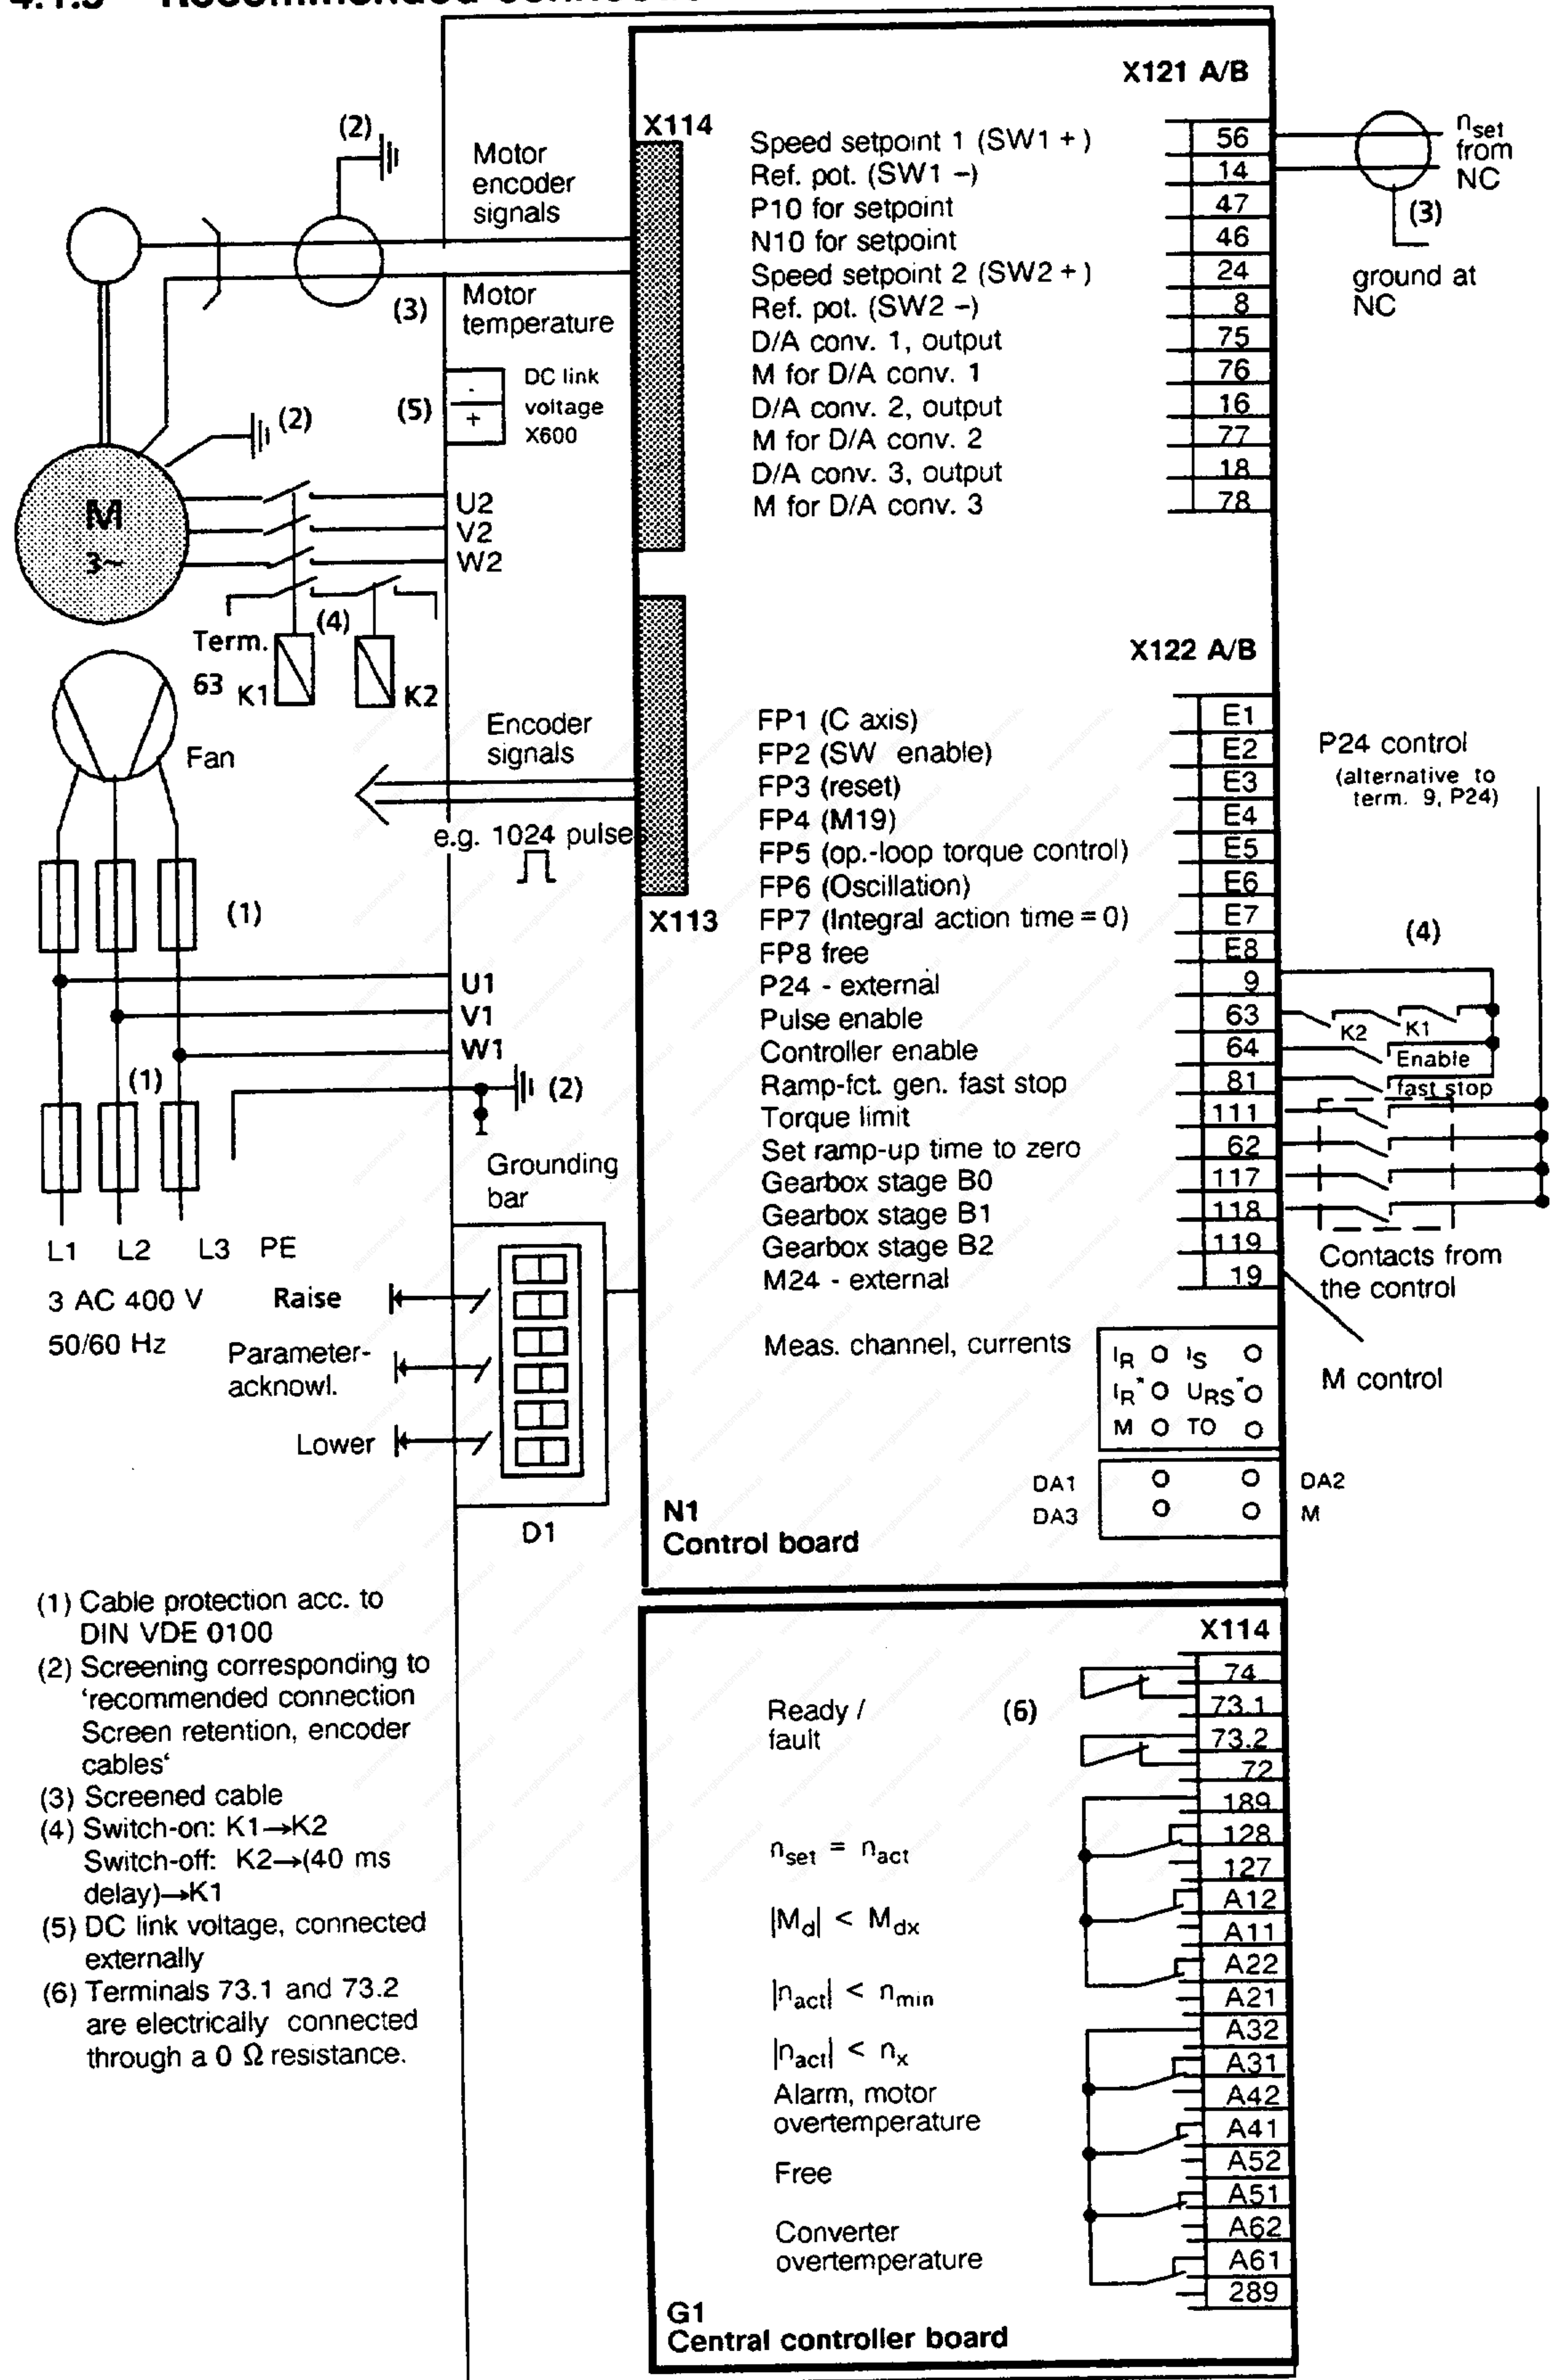 X121 A/B
X114
Speed setpoint 1 (SW1 +)
Ref. pot. (SW1 –)
P10 for setpoint
N10 for setpoint
Speed setpoint 2 (SW2 +)
Ref. pot. (SW2 –)
D/A conv. 1, output
M for D/A conv. 1
D/A conv. 2, output
M for D/A conv. 2
D/A conv. 3, output
M for D/A conv. 3
56
14
47
46
24
8
75
76
16
77
18
78
nset
from
NC
(3)
ground at
NC
(2)
Motor
encoder
signals
(3)
Motor
temperature
(5)
-
+
DC link
voltage
X600
(2)
M
3~
U2
V2
W2
(4)
Term.
63
K1
K2
Fan
Encoder
signals
e.g. 1024 pulses
X113
(1)
U1
V1
W1
(1)
(2)
Grounding
bar
L1 L2 L3 PE
3 AC 400 V
50/60 Hz
Raise
Parameter-
acknowl.
Lower
D1
X122 A/B
FP1 (C axis)
FP2 (SW enable)
FP3 (reset)
FP4 (M19)
FP5 (op.-loop torque control)
FP6 (Oscillation)
FP7 (Integral action time = 0)
FP8 free
P24 - external
Pulse enable
Controller enable
Ramp-fct. gen. fast stop
Torque limit
Set ramp-up time to zero
Gearbox stage B0
Gearbox stage B1
Gearbox stage B2
M24 - external
E1
E2
E3
E4
E5
E6
E7
E8
9
63
64
81
111
62
117
118
119
19
P24 control
(alternative to
term. 9, P24)
(4)
K2
K1
Enable
fast stop
Contacts from
the control
M control
Meas. channel, currents
IR IS
IR* URS*
M TO
DA1 DA2
DA3 M
N1
Control board
(1) Cable protection acc. to
DIN VDE 0100
(2) Screening corresponding to
‘recommended connection
Screen retention, encoder
cables‘
(3) Screened cable
(4) Switch-on: K1→K2
Switch-off: K2→(40 ms
delay)→K1
(5) DC link voltage, connected
externally
(6) Terminals 73.1 and 73.2
are electrically connected
through a 0 Ω resistance.
X114
Ready /
fault
(6)
nset = nact
|Md| < Mdx
|nact| < nmin
|nact| < nx
Alarm, motor
overtemperature
Free
Converter
overtemperature
74
73.1
73.2
72
189
128
127
A12
A11
A22
A21
A32
A31
A42
A41
A52
A51
A62
A61
289
G1
Central controller board